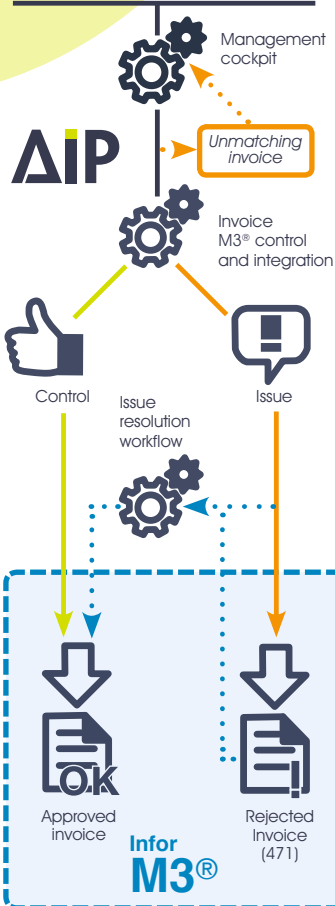 Management
cockpit
Unmatching
invoice
AIP
Invoice
M3® control
and integration
Control
Issue
Issue
resolution
workflow
OK
Approved
invoice
Rejected
Invoice
(471)
Infor
M3®